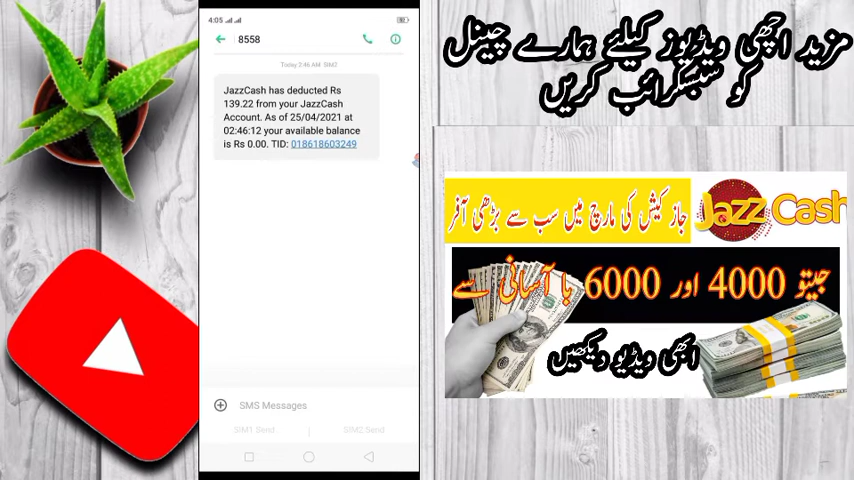 4:05
8558
Today 2:46 AM SIM2
JazzCash has deducted Rs
139.22 from your JazzCash
Account. As of 25/04/2021 at
02:46:12 your available balance
is Rs 0.00. TID: 018618603249
SMS Messages
SIM1 Send
SIM2 Send
مزید اچھی ویڈیوز کیلئے ہمارے چینل
کو سبسکرائب کریں
جاز کیش کی مارچ میں سب سے بڑھی آفر
Jazz Cash
جیتو 4000 اور 6000 با آسانی سے
ابھی ویڈیو دیکھیں